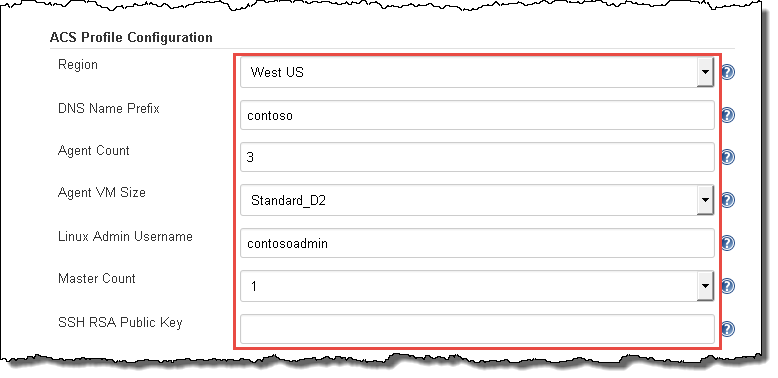 ACS Profile Configuration
Region West US ?
DNS Name Prefix contoso ?
Agent Count 3 ?
Agent VM Size Standard_D2 ?
Linux Admin Username contosoadmin ?
Master Count 1 ?
SSH RSA Public Key ?